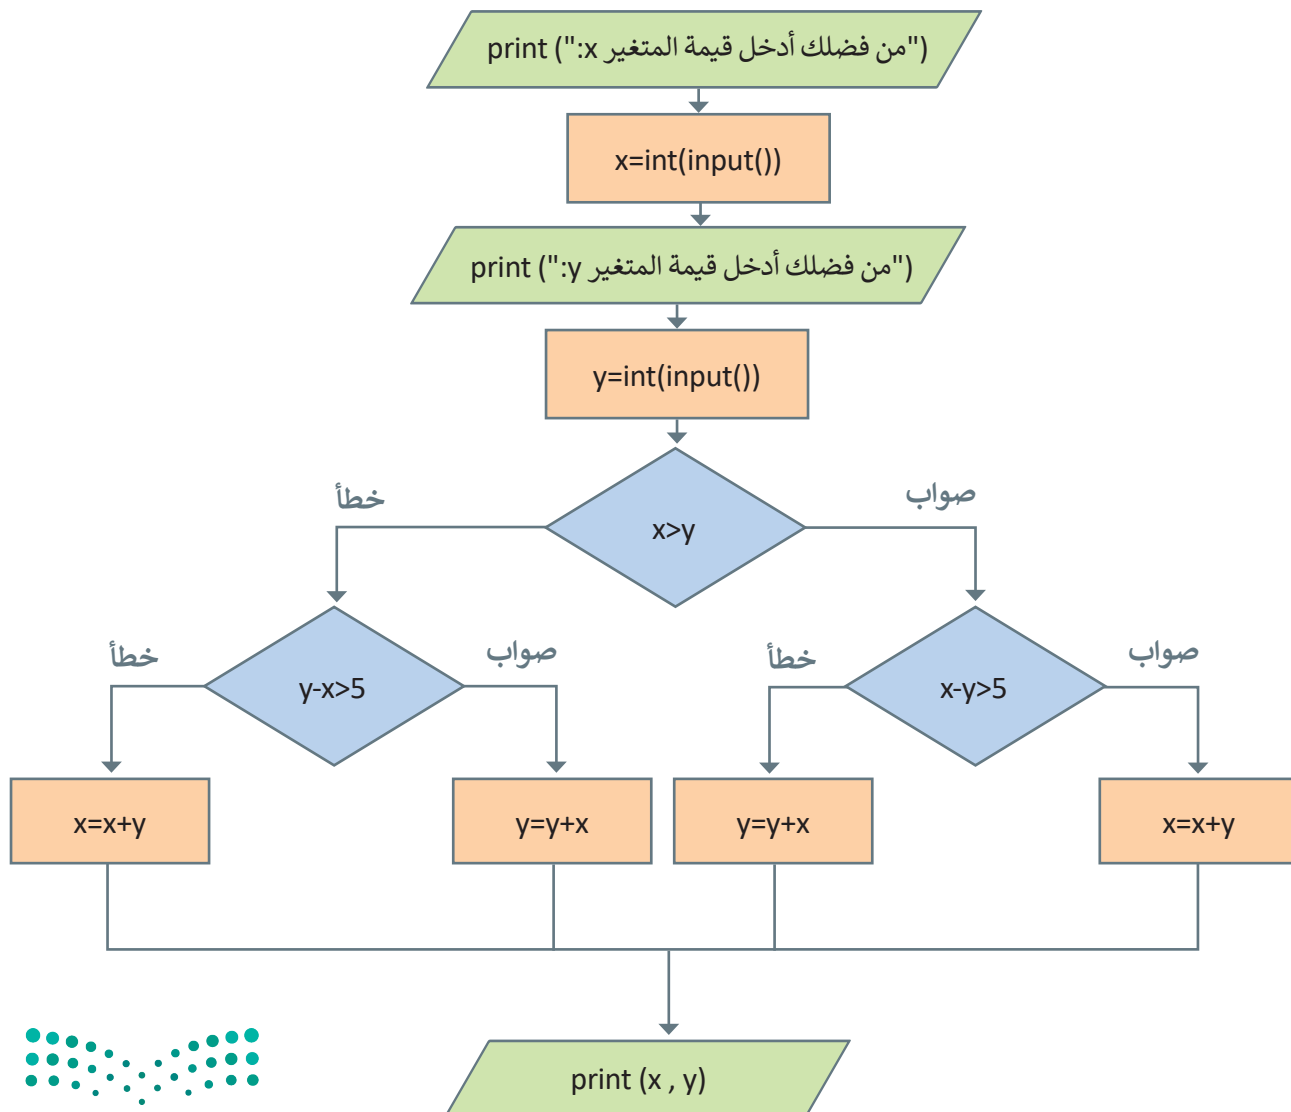 print ("من فضلك أدخل قيمة المتغير x:")
x=int(input())
print ("من فضلك أدخل قيمة المتغير y:")
y=int(input())
x>y
خطأ
صواب
y-x>5
خطأ
صواب
x-y>5
خطأ
صواب
x=x+y
y=y+x
y=y+x
x=x+y
print (x , y)